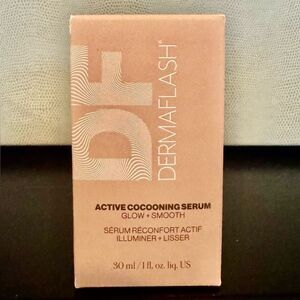 DF
DERMAFLASH®
ACTIVE COCOONING SERUM
GLOW + SMOOTH
SÉRUM RÉCONFORT ACTIF
ILLUMINER + LISSER
30 ml / 1 fl. oz. liq. US